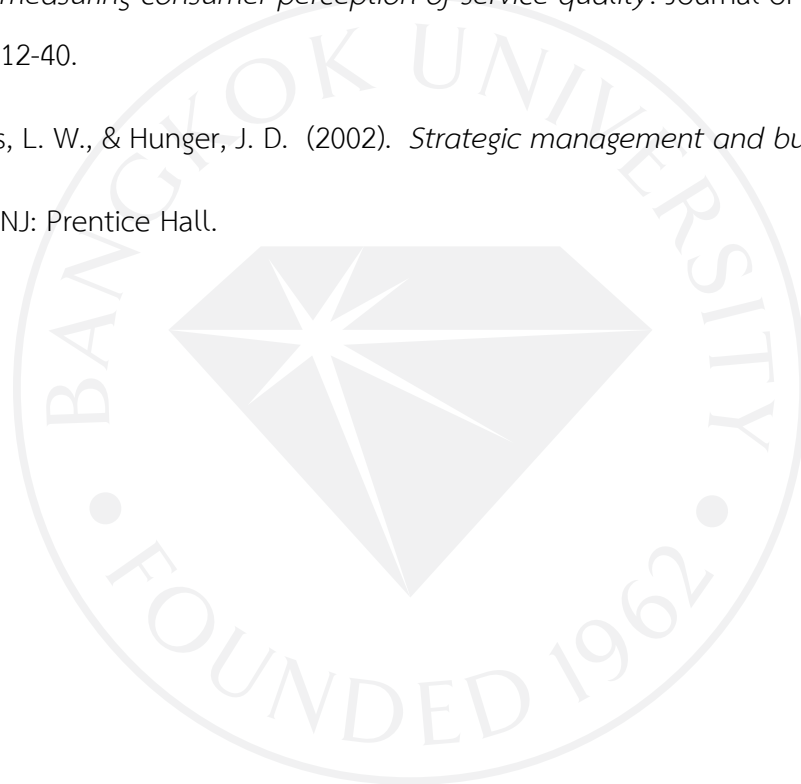 measuring consumer perception of service quality. Journal of
12-40.
s, L. W., & Hunger, J. D. (2002). Strategic management and bu
NJ: Prentice Hall.
BANGKOK UNIVERSITY
FOUNDED 1962